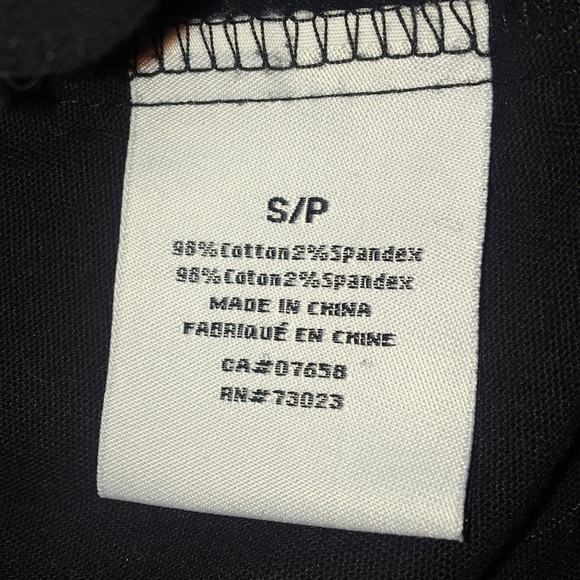 S/P
98%Cotton2%Spandex
98%Coton2%Spandex
MADE IN CHINA
FABRIQUÉ EN CHINE
CA#07658
RN#73023